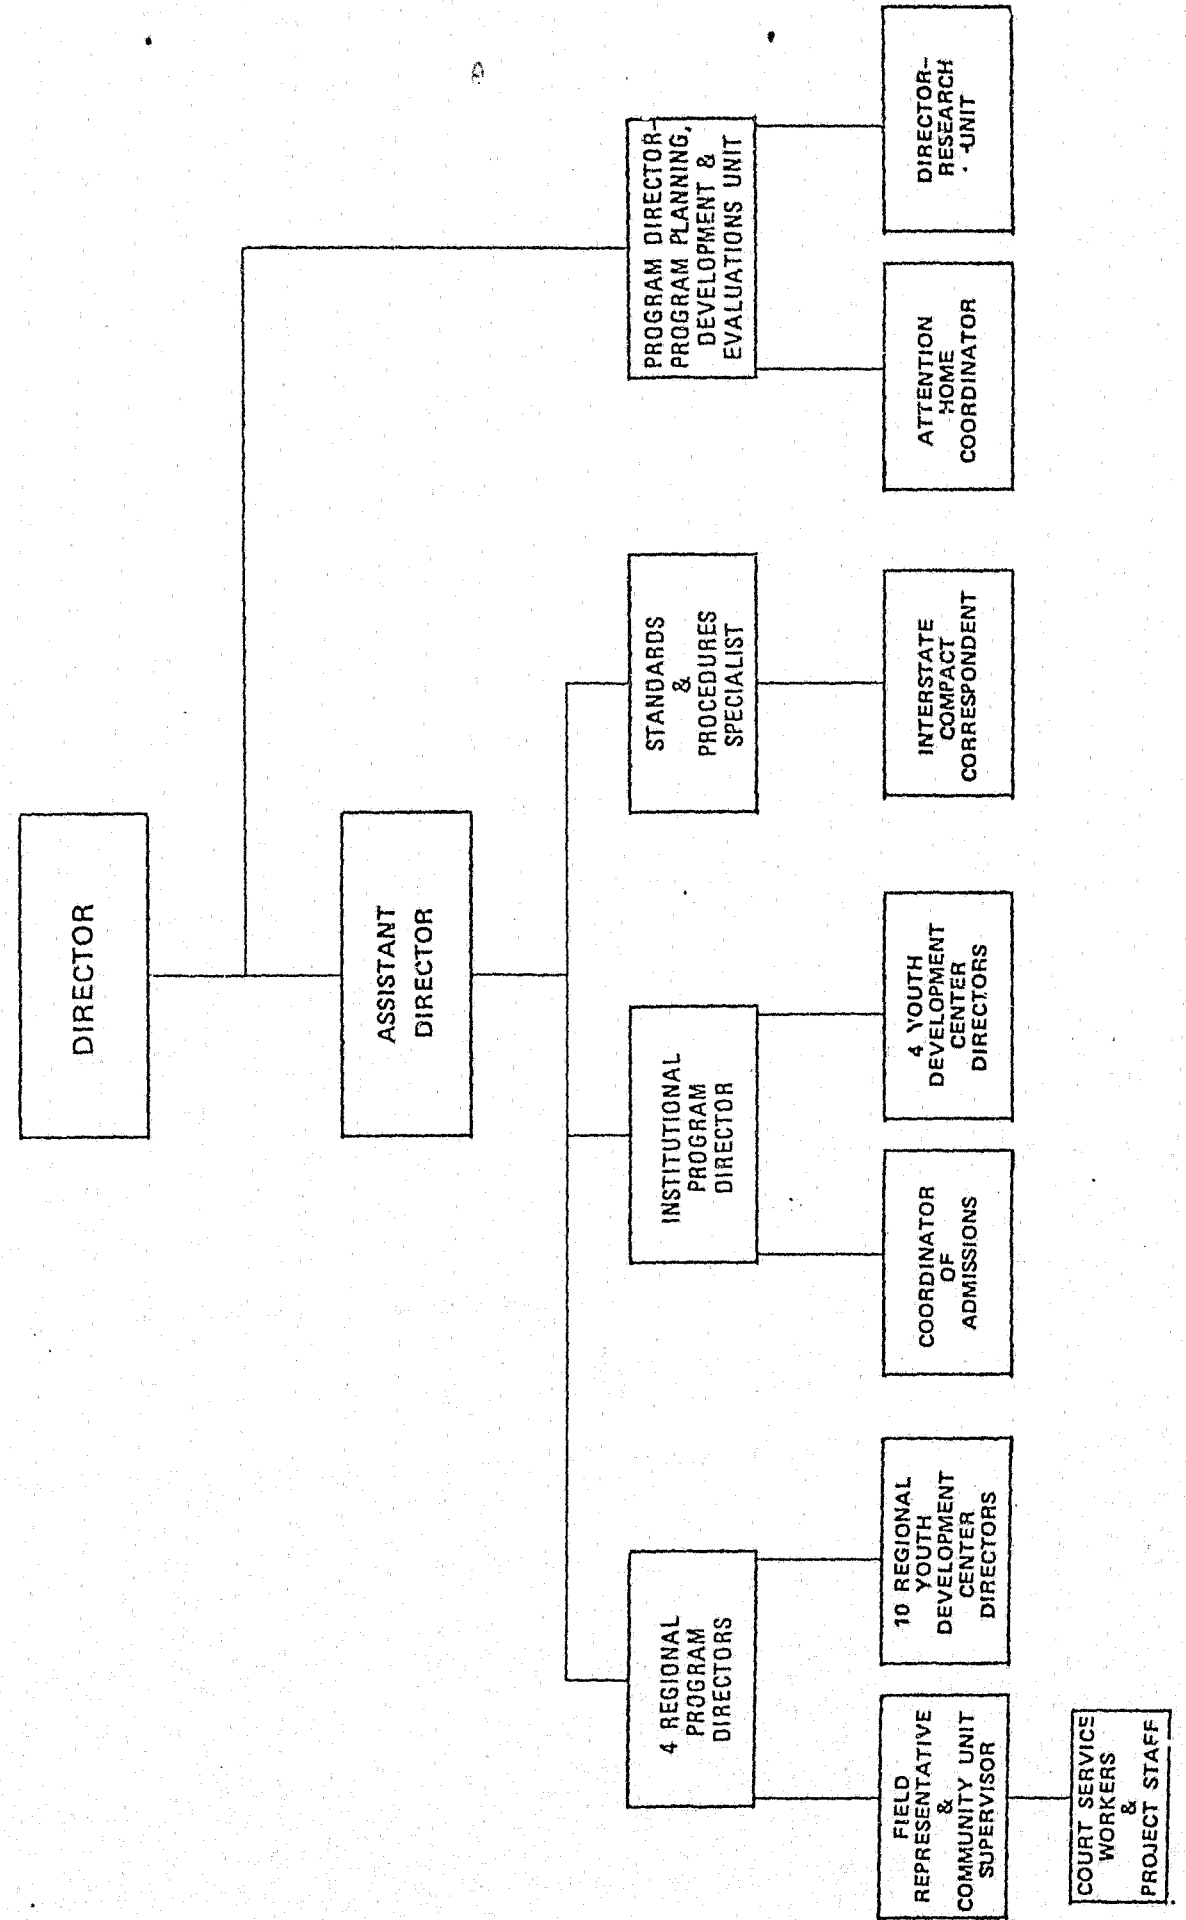 DIRECTOR
ASSISTANT
DIRECTOR
4 REGIONAL
PROGRAM
DIRECTORS
INSTITUTIONAL
PROGRAM
DIRECTOR
STANDARDS
&
PROCEDURES
SPECIALIST
PROGRAM DIRECTOR-
PROGRAM PLANNING,
DEVELOPMENT &
EVALUATIONS UNIT
FIELD
REPRESENTATIVE
&
COMMUNITY UNIT
SUPERVISOR
10 REGIONAL
YOUTH
DEVELOPMENT
CENTER
DIRECTORS
COORDINATOR
OF
ADMISSIONS
4 YOUTH
DEVELOPMENT
CENTER
DIRECTORS
INTERSTATE
COMPACT
CORRESPONDENT
ATTENTION
HOME
COORDINATOR
DIRECTOR-
RESEARCH
UNIT
COURT SERVICE
WORKERS
&
PROJECT STAFF